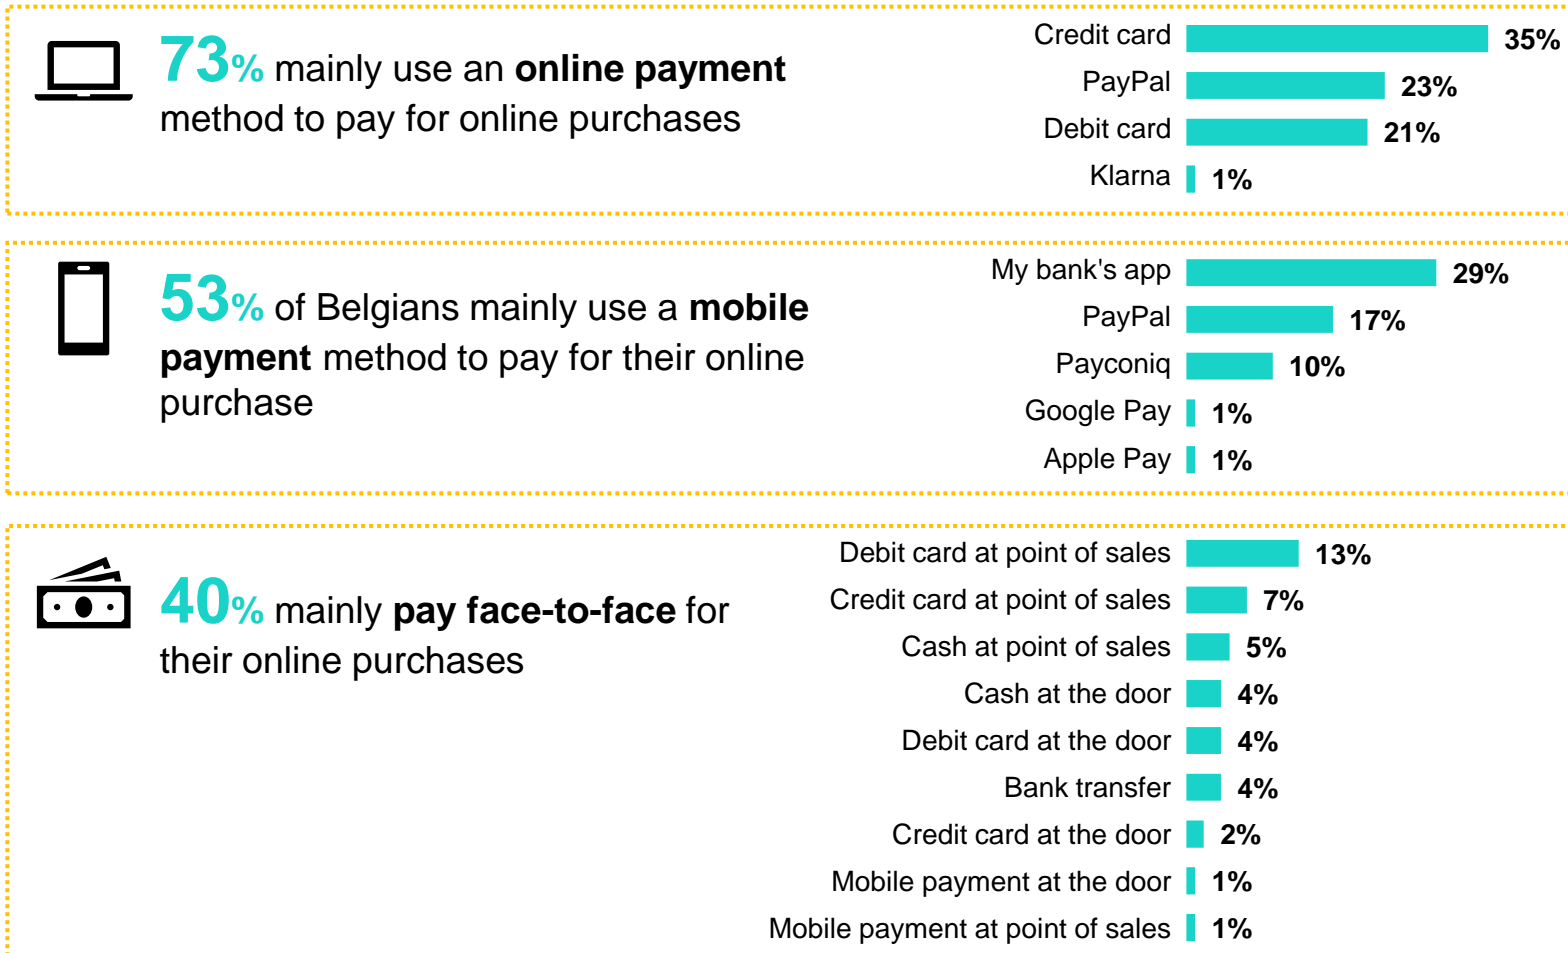 73% mainly use an online payment
method to pay for online purchases
Credit card 35%
PayPal 23%
Debit card 21%
Klarna 1%
53% of Belgians mainly use a mobile
payment method to pay for their online
purchase
My bank's app 29%
PayPal 17%
Payconiq 10%
Google Pay 1%
Apple Pay 1%
40% mainly pay face-to-face for
their online purchases
Debit card at point of sales 13%
Credit card at point of sales 7%
Cash at point of sales 5%
Cash at the door 4%
Debit card at the door 4%
Bank transfer 4%
Credit card at the door 2%
Mobile payment at the door 1%
Mobile payment at point of sales 1%